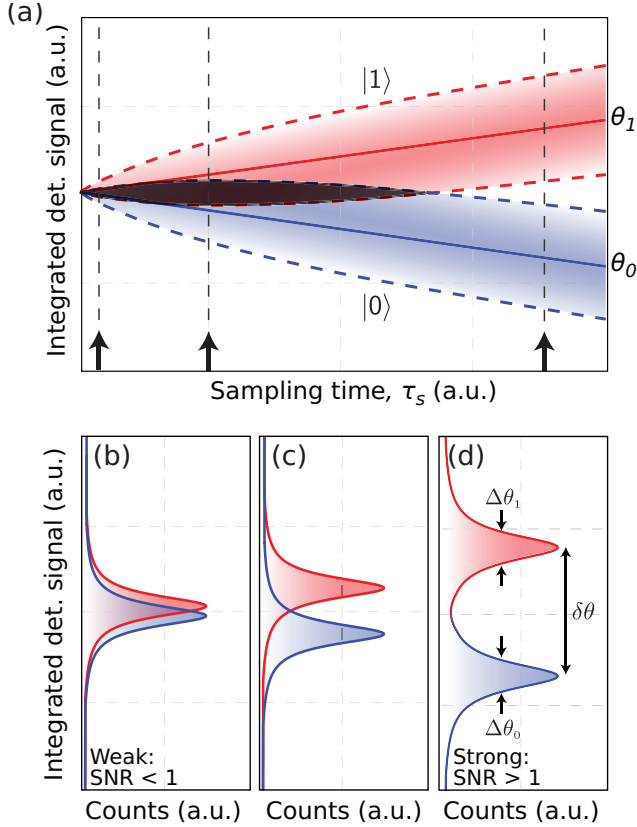 (a)
Integrated det. signal (a.u.)
|1⟩
θ1
θ0
|0⟩
Sampling time, τs (a.u.)
Integrated det. signal (a.u.)
(b)
Weak:
SNR < 1
Counts (a.u.)
(c)
Counts (a.u.)
(d)
Δθ1
δθ
Δθ0
Strong:
SNR > 1
Counts (a.u.)